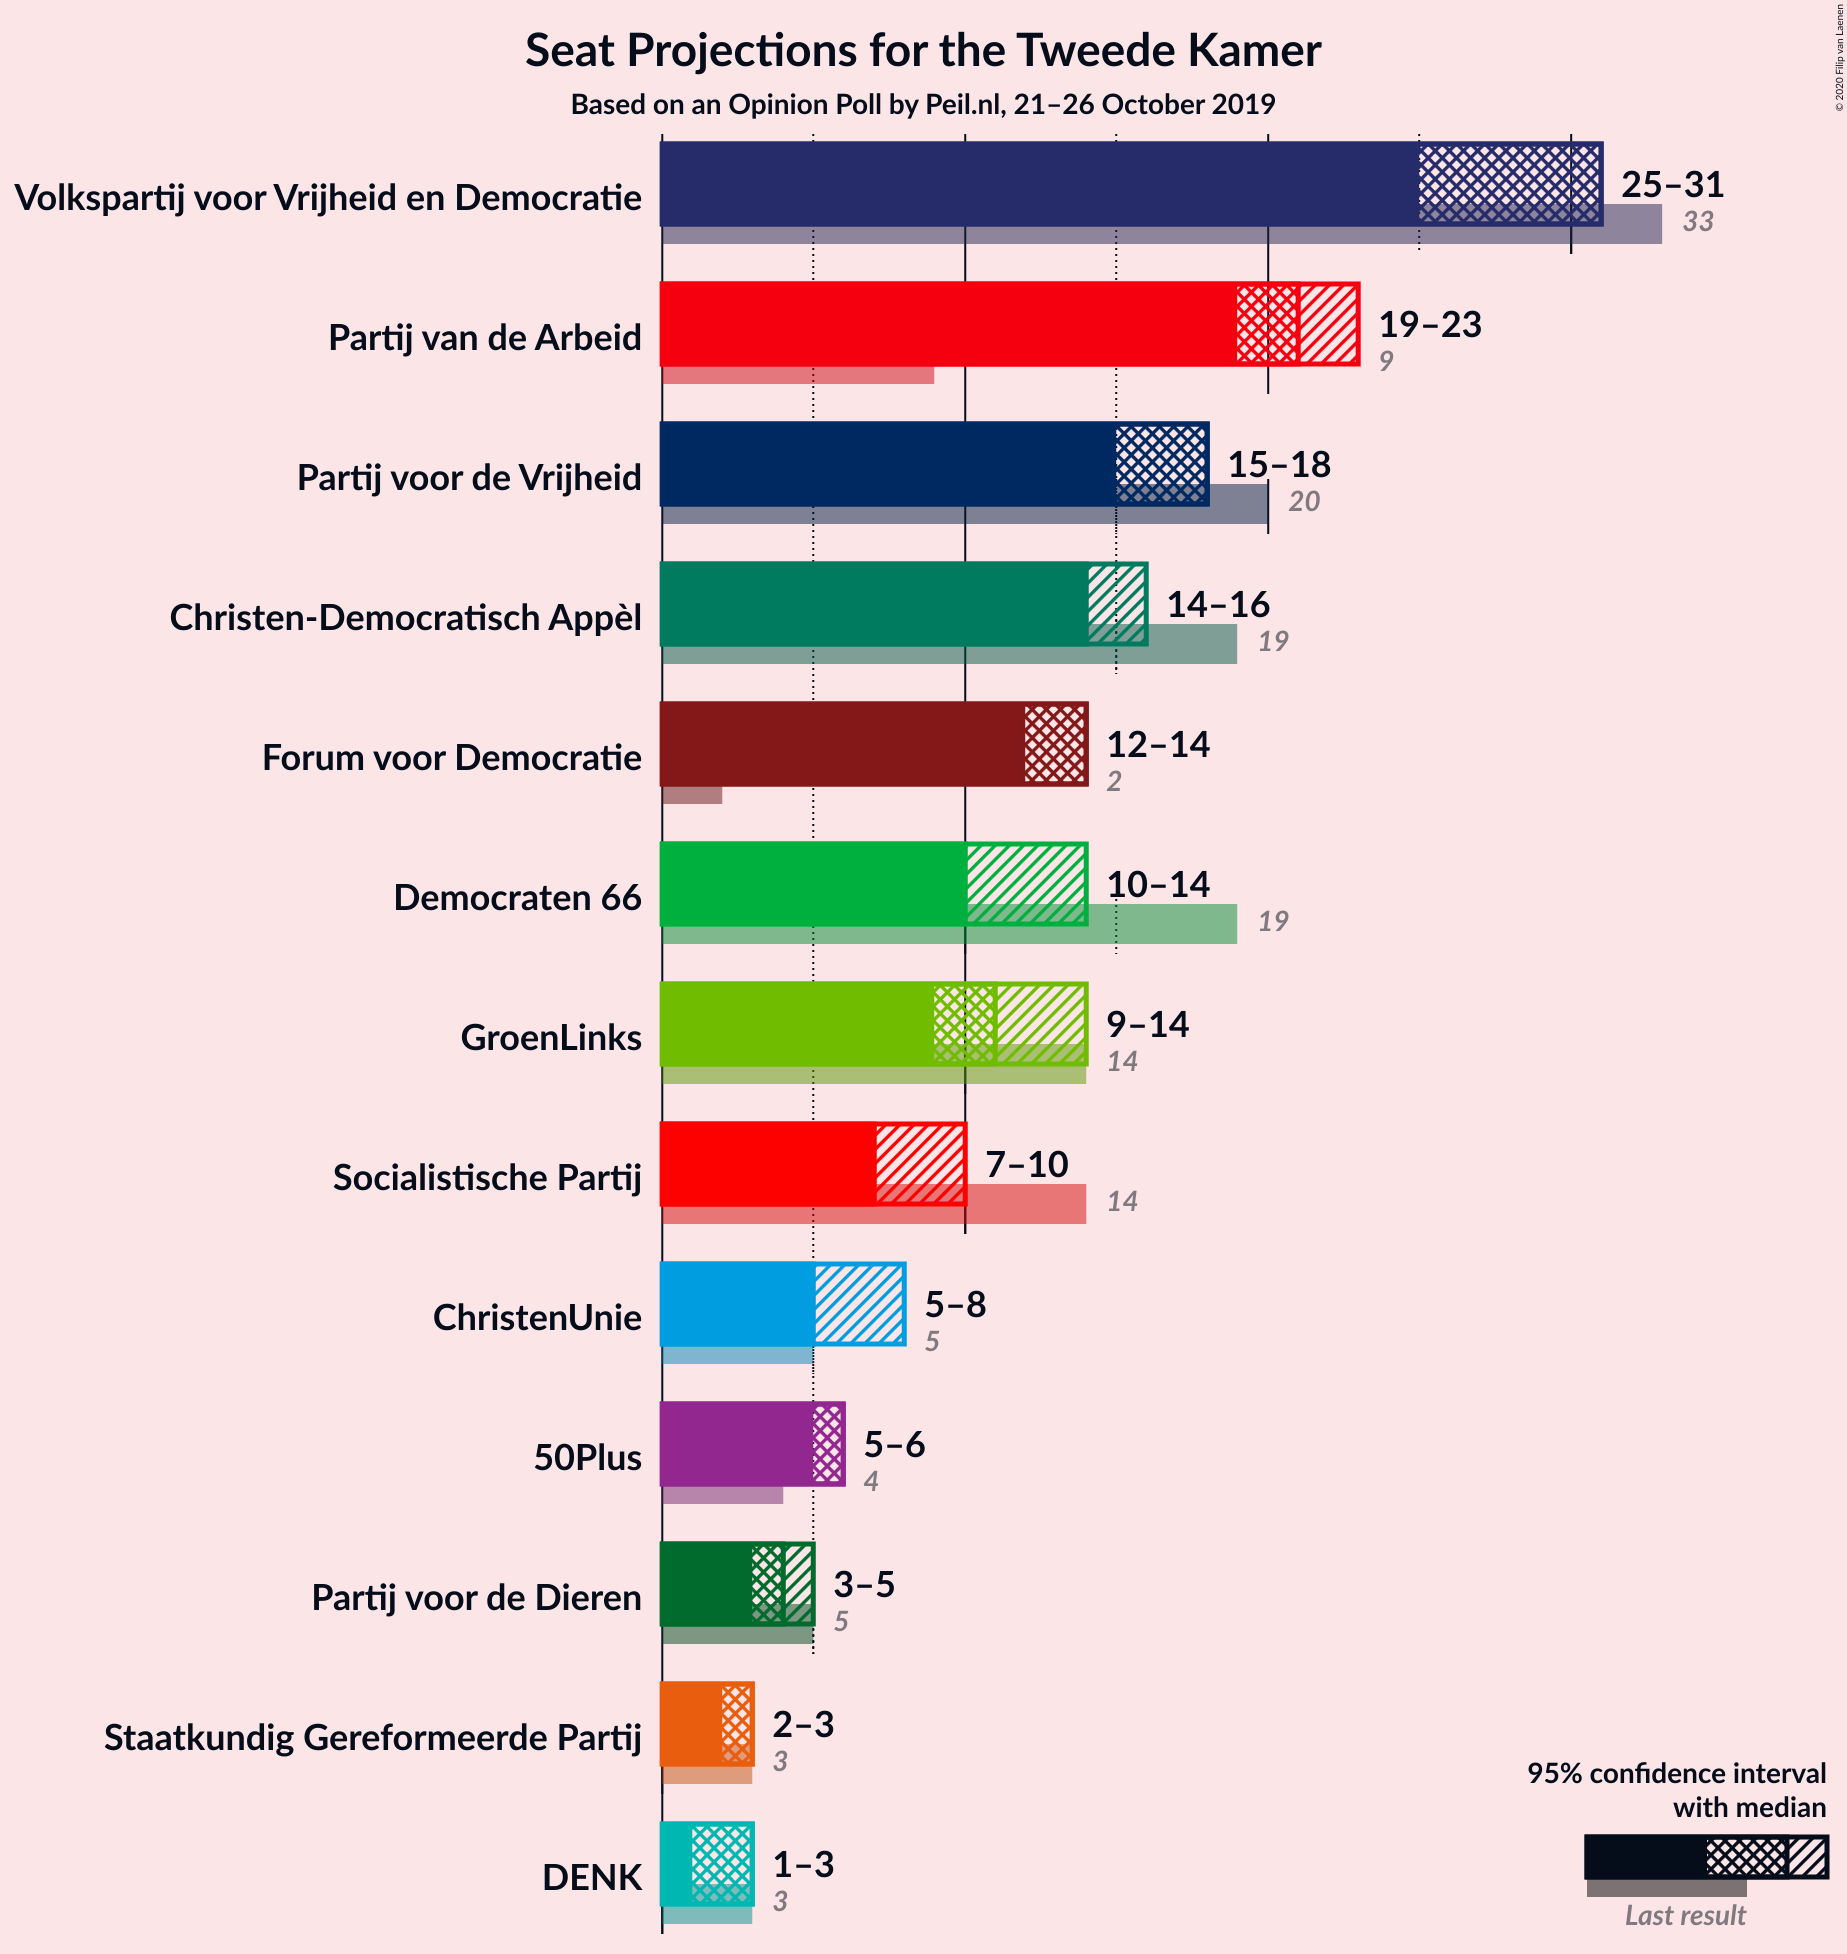 © 2020 Filip van Laenen
Seat Projections for the Tweede Kamer
Based on an Opinion Poll by Peil.nl, 21–26 October 2019
Volkspartij voor Vrijheid en Democratie
25–31
33
Partij van de Arbeid
19–23
9
Partij voor de Vrijheid
15–18
20
Christen-Democratisch Appèl
14–16
19
Forum voor Democratie
12–14
2
Democraten 66
10–14
19
GroenLinks
9–14
14
Socialistische Partij
7–10
14
ChristenUnie
5–8
5
50Plus
5–6
4
Partij voor de Dieren
3–5
5
Staatkundig Gereformeerde Partij
2–3
3
DENK
1–3
3
95% confidence interval
with median
Last result